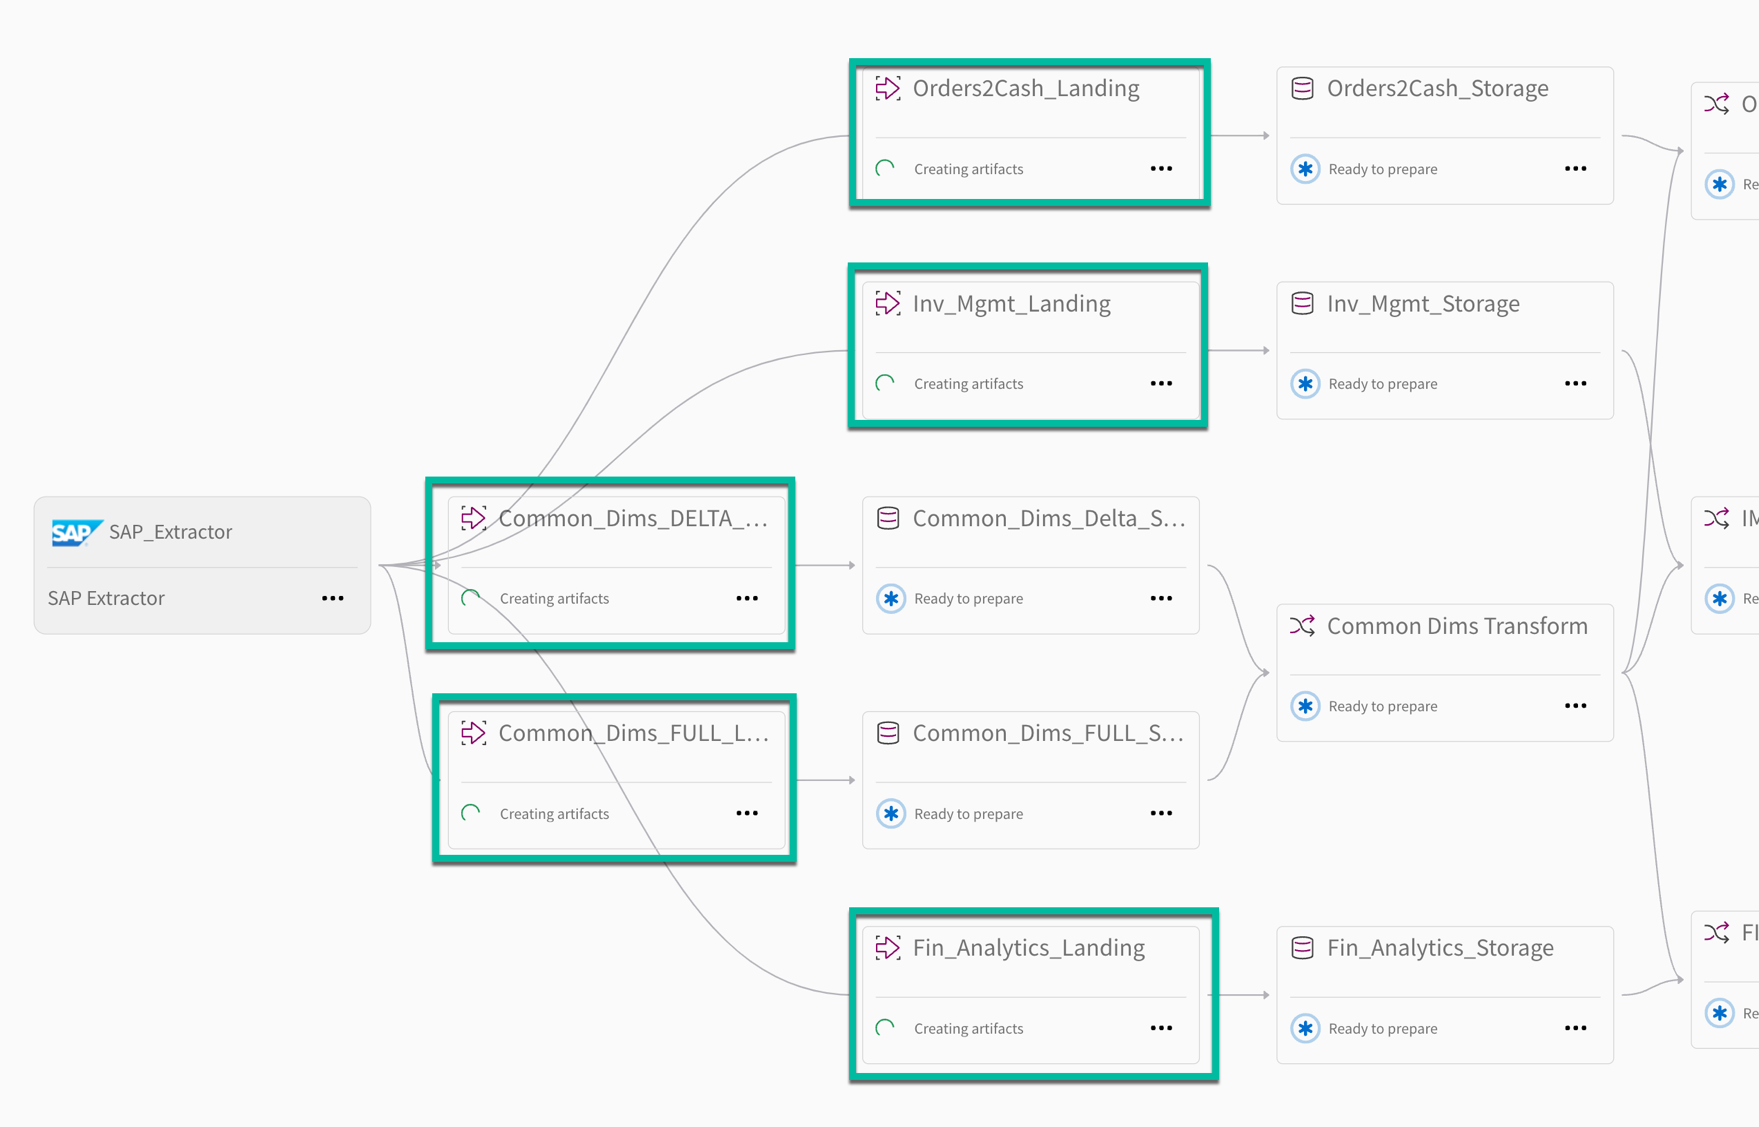 Orders2Cash_Landing
Creating artifacts
Orders2Cash_Storage
Ready to prepare
O
Re
Inv_Mgmt_Landing
Creating artifacts
Inv_Mgmt_Storage
Ready to prepare
SAP SAP_Extractor
SAP Extractor
Common_Dims_DELTA_...
Creating artifacts
Common_Dims_Delta_S...
Ready to prepare
IM
Re
Common Dims Transform
Ready to prepare
Common_Dims_FULL_L...
Creating artifacts
Common_Dims_FULL_S...
Ready to prepare
Fin_Analytics_Landing
Creating artifacts
Fin_Analytics_Storage
Ready to prepare
FI
Re